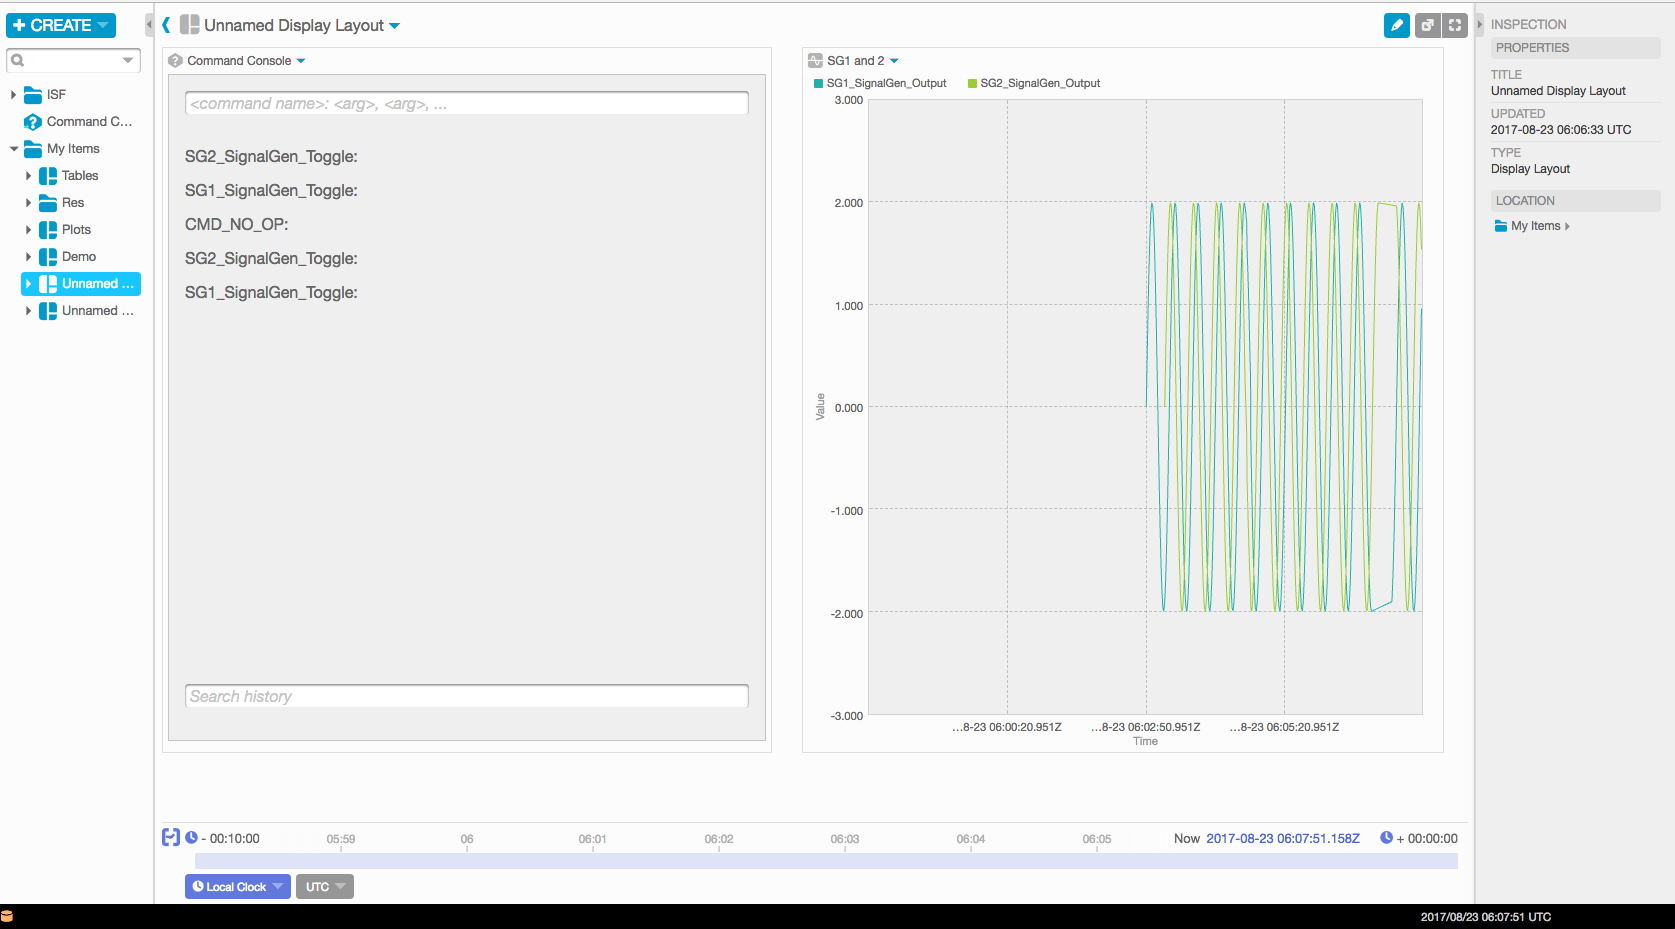 + CREATE
ISF
Command C...
My Items
Tables
Res
Plots
Demo
Unnamed ...
Unnamed ...
Unnamed Display Layout
Command Console
<command name>: <arg>, <arg>, ...
SG2_SignalGen_Toggle:
SG1_SignalGen_Toggle:
CMD_NO_OP:
SG2_SignalGen_Toggle:
SG1_SignalGen_Toggle:
Search history
SG1 and 2
SG1_SignalGen_Output SG2_SignalGen_Output
3.000
2.000
1.000
0.000
-1.000
-2.000
-3.000
Value
...8-23 06:00:20.951Z ...8-23 06:02:50.951Z ...8-23 06:05:20.951Z
Time
- 00:10:00 05:59 06 06:01 06:02 06:03 06:04 06:05 Now 2017-08-23 06:07:51.158Z + 00:00:00
Local Clock UTC
INSPECTION
PROPERTIES
TITLE
Unnamed Display Layout
UPDATED
2017-08-23 06:06:33 UTC
TYPE
Display Layout
LOCATION
My Items
2017/08/23 06:07:51 UTC